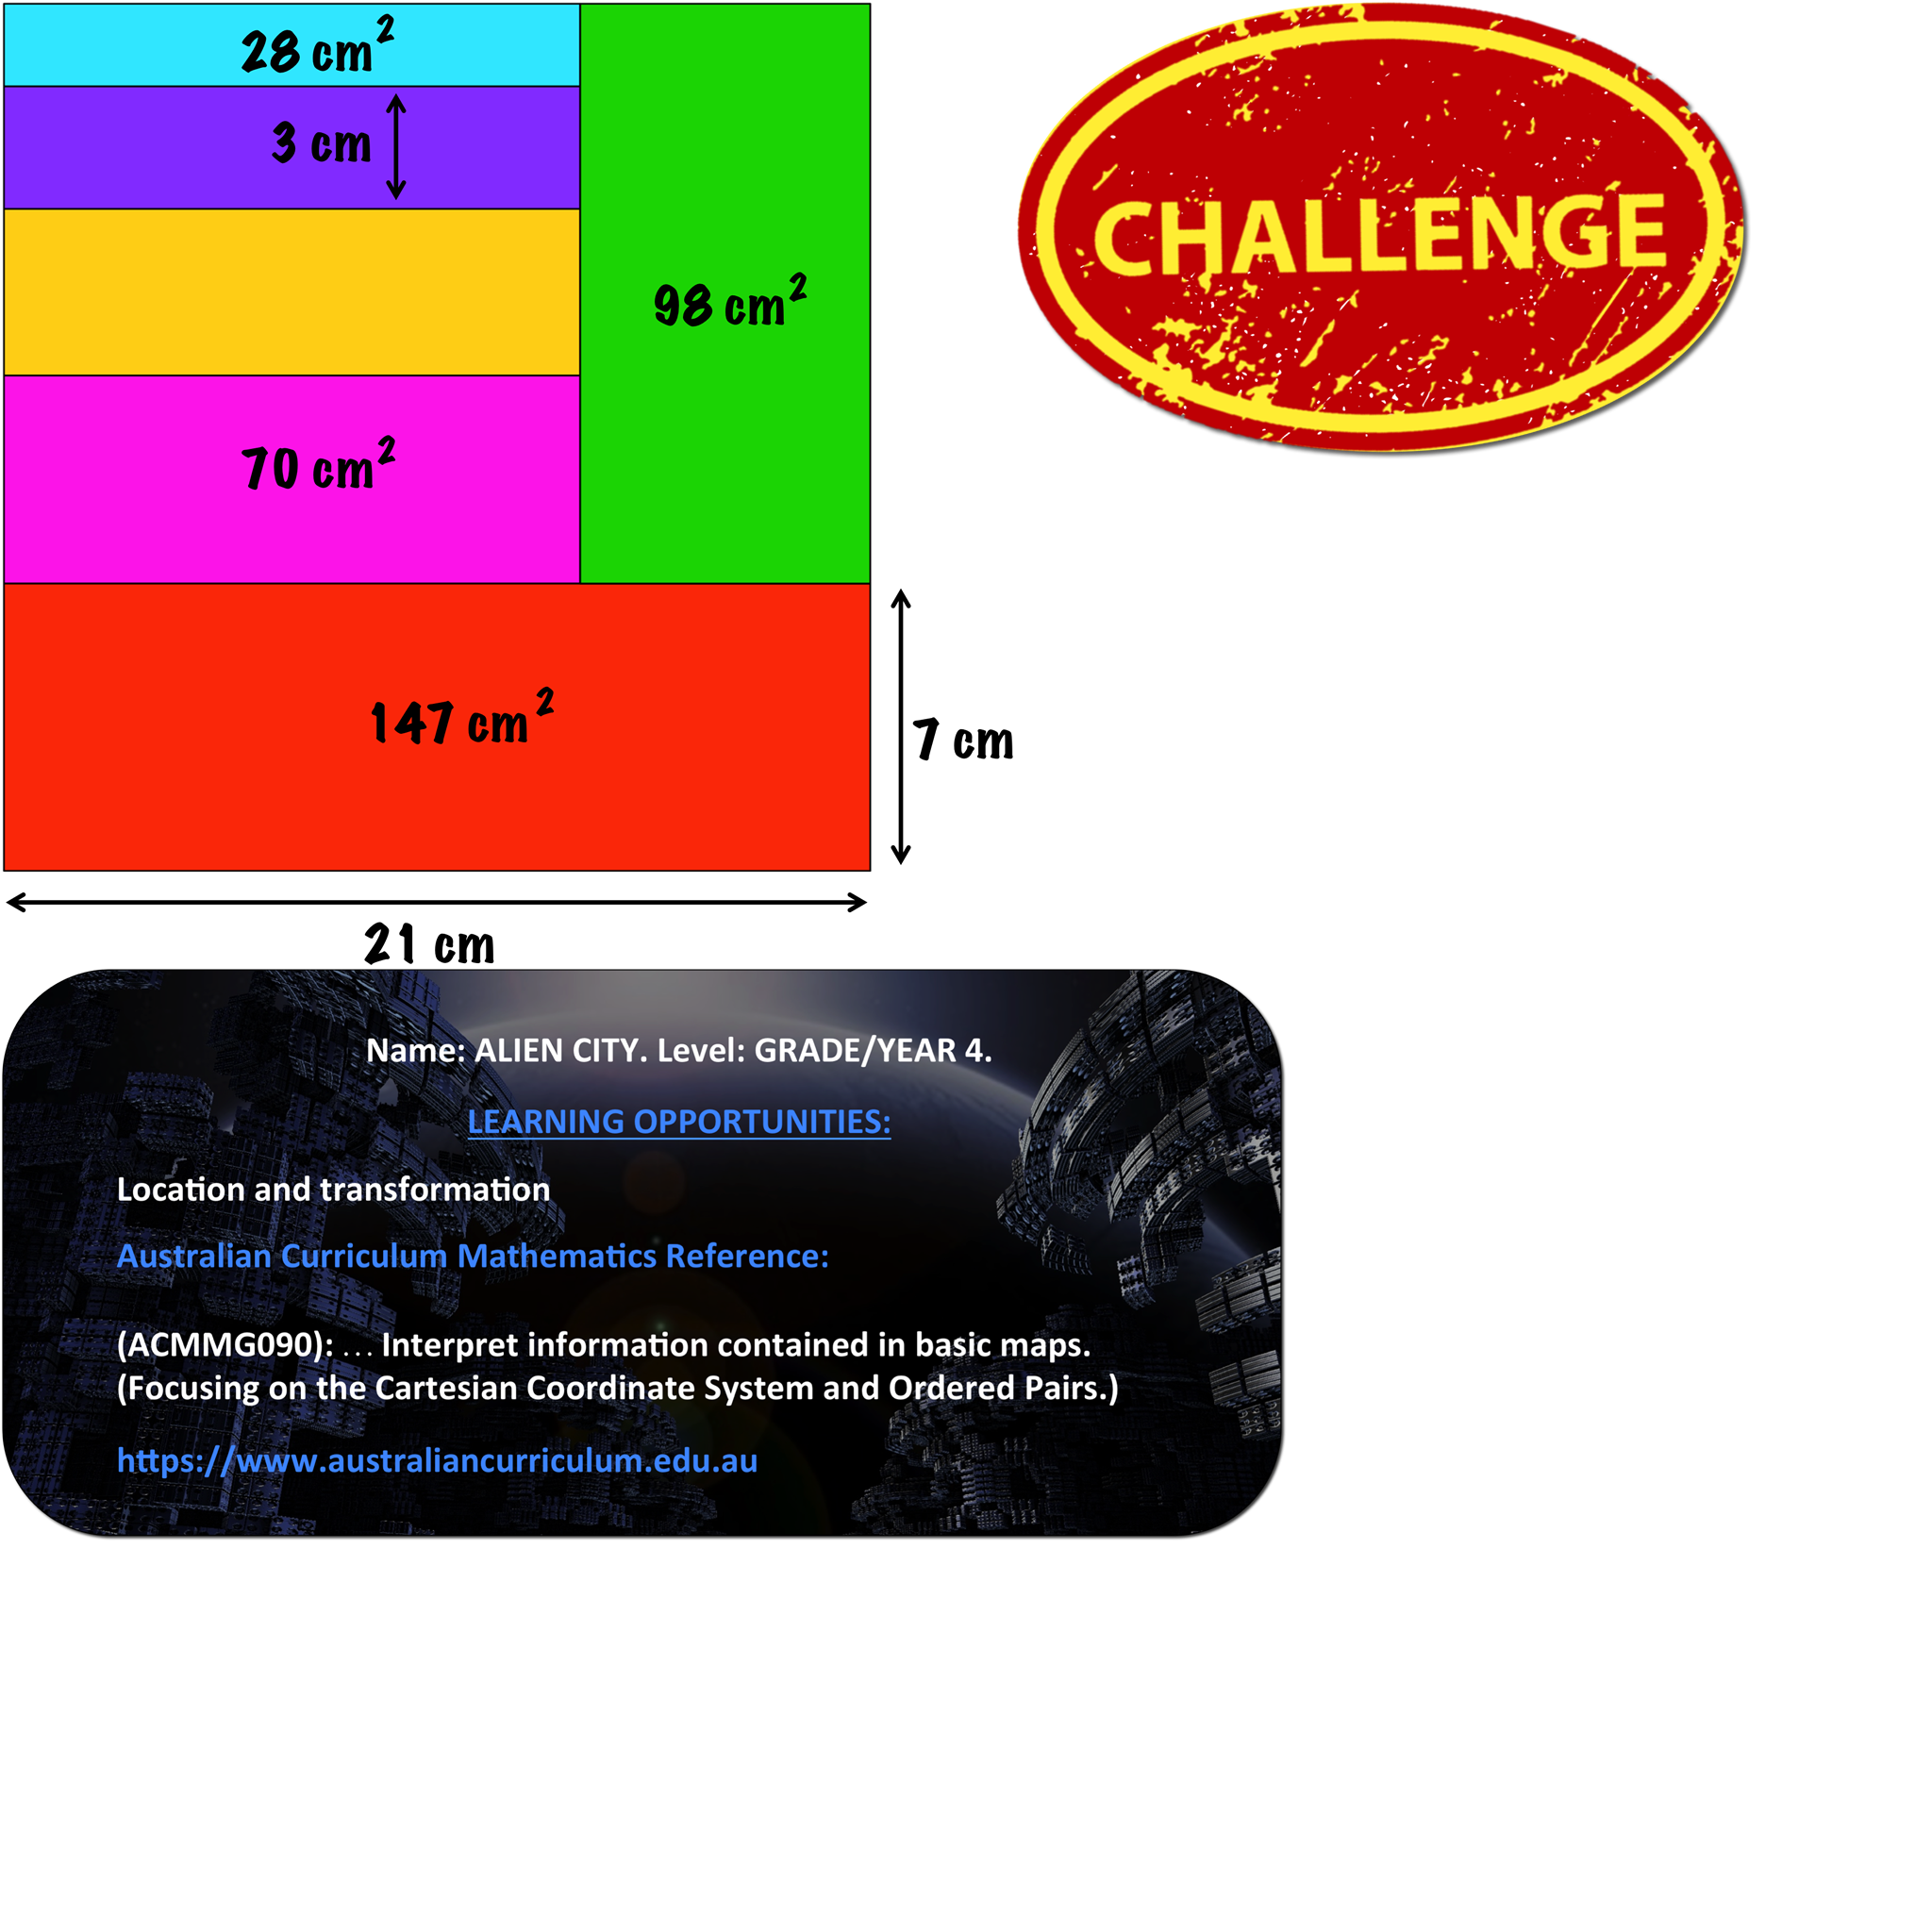 28 cm²
3 cm
98 cm²
70 cm²
147 cm²
7 cm
21 cm
CHALLENGE
Name: ALIEN CITY. Level: GRADE/YEAR 4.
LEARNING OPPORTUNITIES:
Location and transformation
Australian Curriculum Mathematics Reference:
(ACMMG090): ... Interpret information contained in basic maps.
(Focusing on the Cartesian Coordinate System and Ordered Pairs.)
https://www.australiancurriculum.edu.au